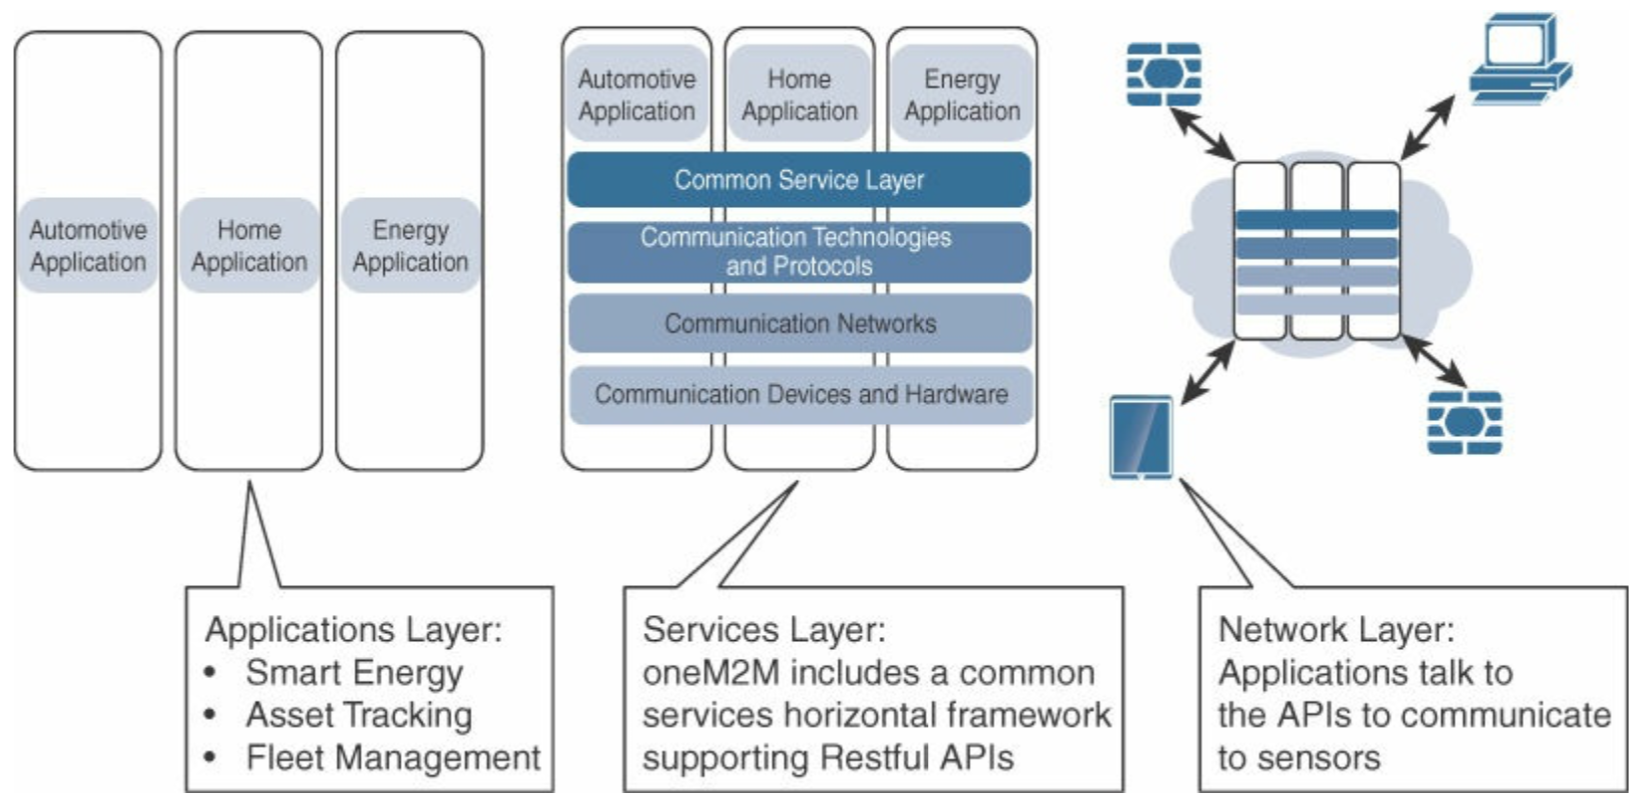 Automotive
Application
Home
Application
Energy
Application
Automotive
Application
Home
Application
Energy
Application
Common Service Layer
Communication Technologies
and Protocols
Communication Networks
Communication Devices and Hardware
Applications Layer:
• Smart Energy
• Asset Tracking
• Fleet Management
Services Layer:
oneM2M includes a common
services horizontal framework
supporting Restful APIs
Network Layer:
Applications talk to
the APIs to communicate
to sensors